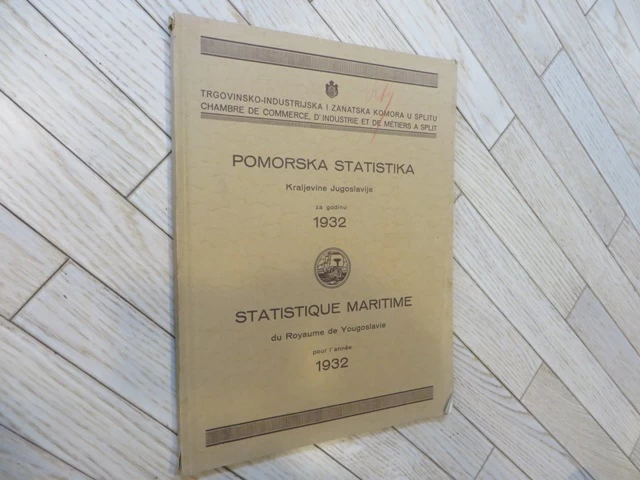 TRGOVINSKO-INDUSTRIJSKA I ZANATSKA KOMORA U SPLITU
CHAMBRE DE COMMERCE, D'INDUSTRIE ET DE MÉTIERS A SPLIT
POMORSKA STATISTIKA
Kraljevine Jugoslavije
za godinu
1932
STATISTIQUE MARITIME
du Royaume de Yougoslavie
pour l'année
1932